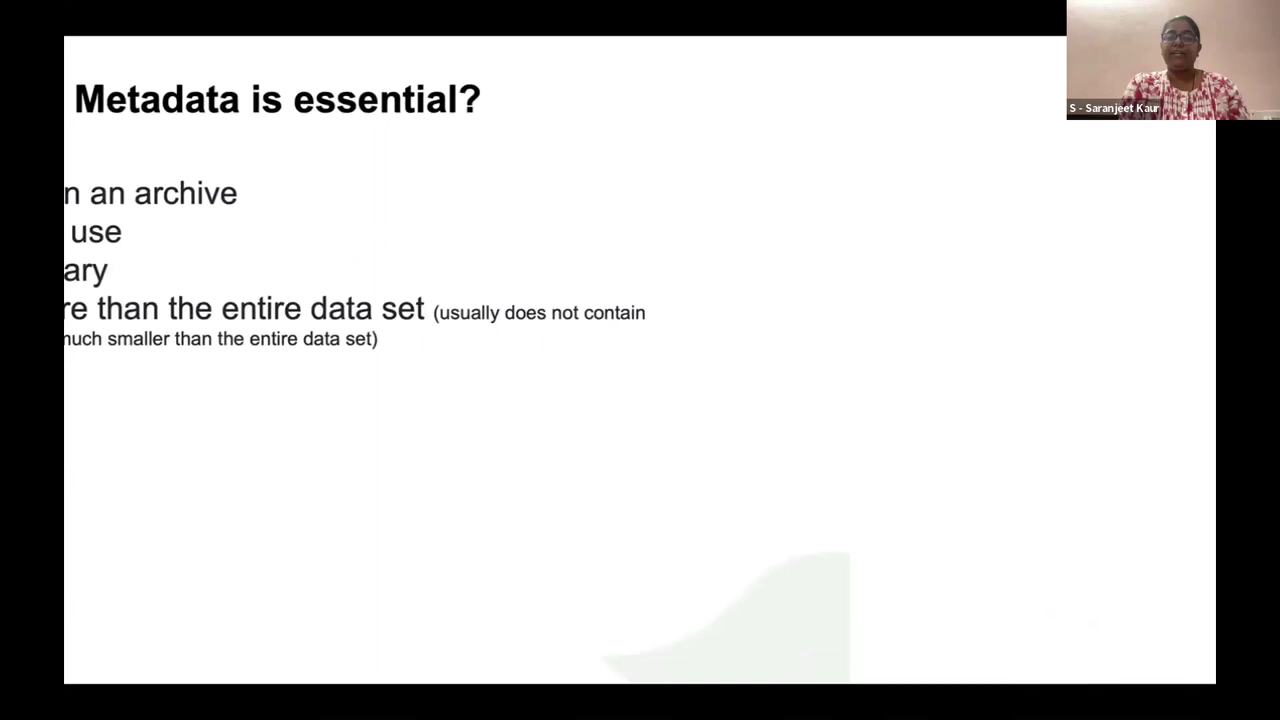 Metadata is essential?
n an archive
use
ary
re than the entire data set (usually does not contain
much smaller than the entire data set)
S - Saranjeet Kaur